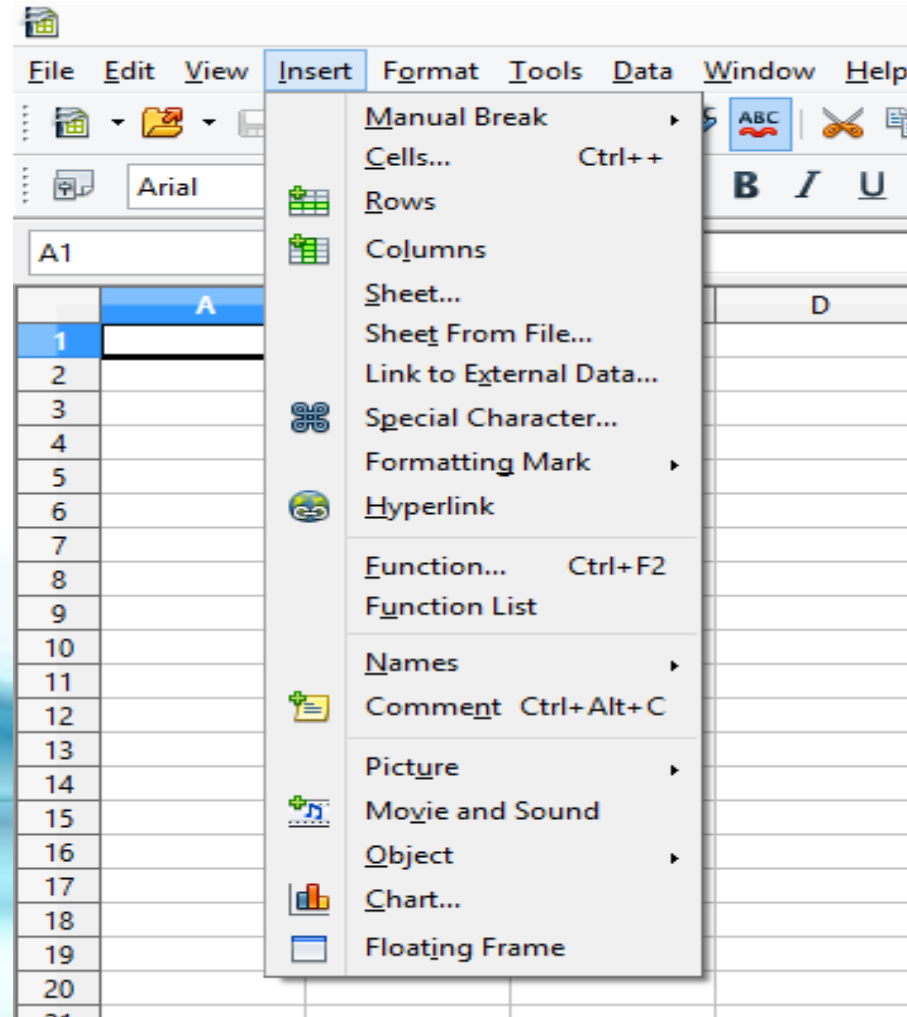 File Edit View Insert Format Tools Data Window Help
ABC
Arial B I U
A1
A D
Manual Break
Cells... Ctrl++
Rows
Columns
Sheet...
Sheet From File...
Link to External Data...
Special Character...
Formatting Mark
Hyperlink
Function... Ctrl+F2
Function List
Names
Comment Ctrl+Alt+C
Picture
Movie and Sound
Object
Chart...
Floating Frame
1
2
3
4
5
6
7
8
9
10
11
12
13
14
15
16
17
18
19
20